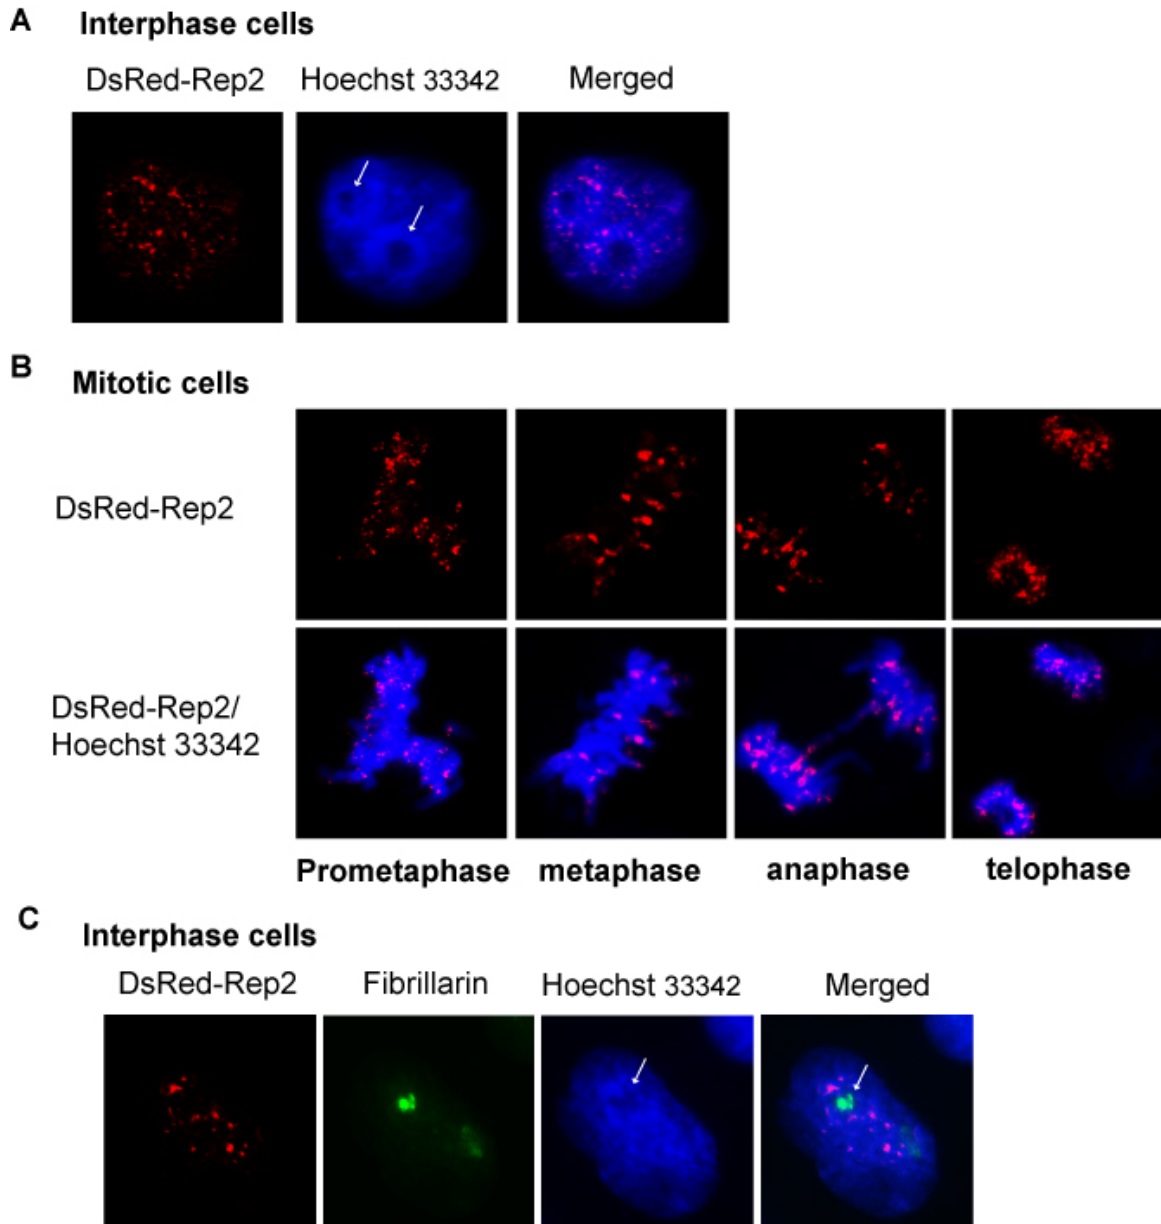 A Interphase cells
DsRed-Rep2 Hoechst 33342 Merged
B Mitotic cells
DsRed-Rep2
DsRed-Rep2/
Hoechst 33342
Prometaphase metaphase anaphase telophase
C Interphase cells
DsRed-Rep2 Fibrillarin Hoechst 33342 Merged